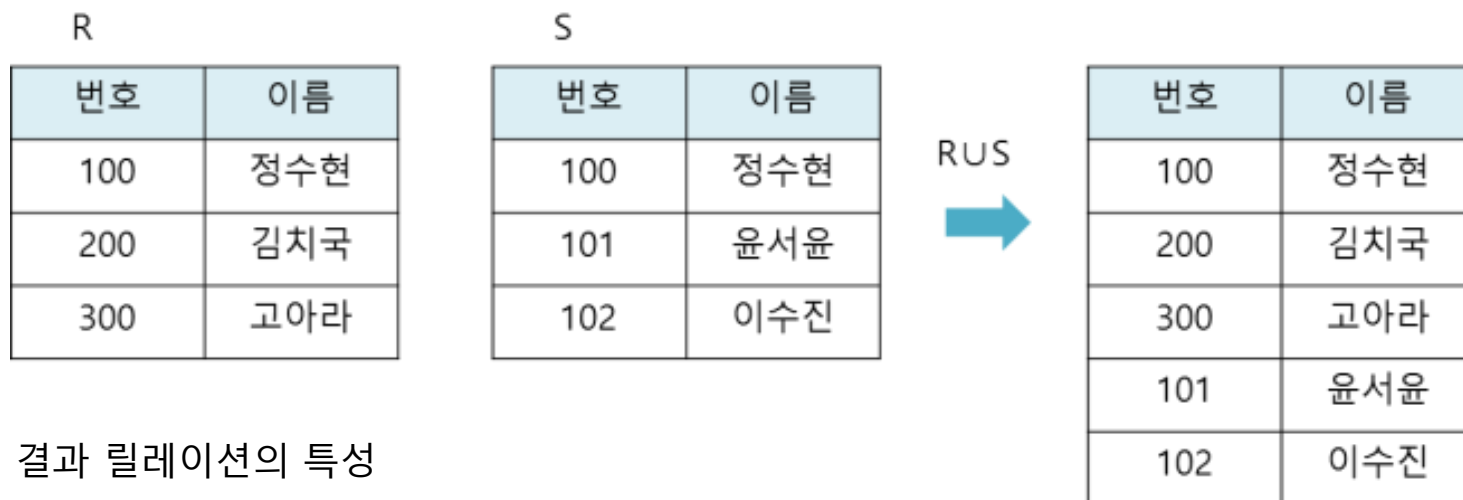 R
번호 이름
100 정수현
200 김치국
300 고아라
S
번호 이름
100 정수현
101 윤서윤
102 이수진
R∪S
번호 이름
100 정수현
200 김치국
300 고아라
101 윤서윤
102 이수진
결과 릴레이션의 특성